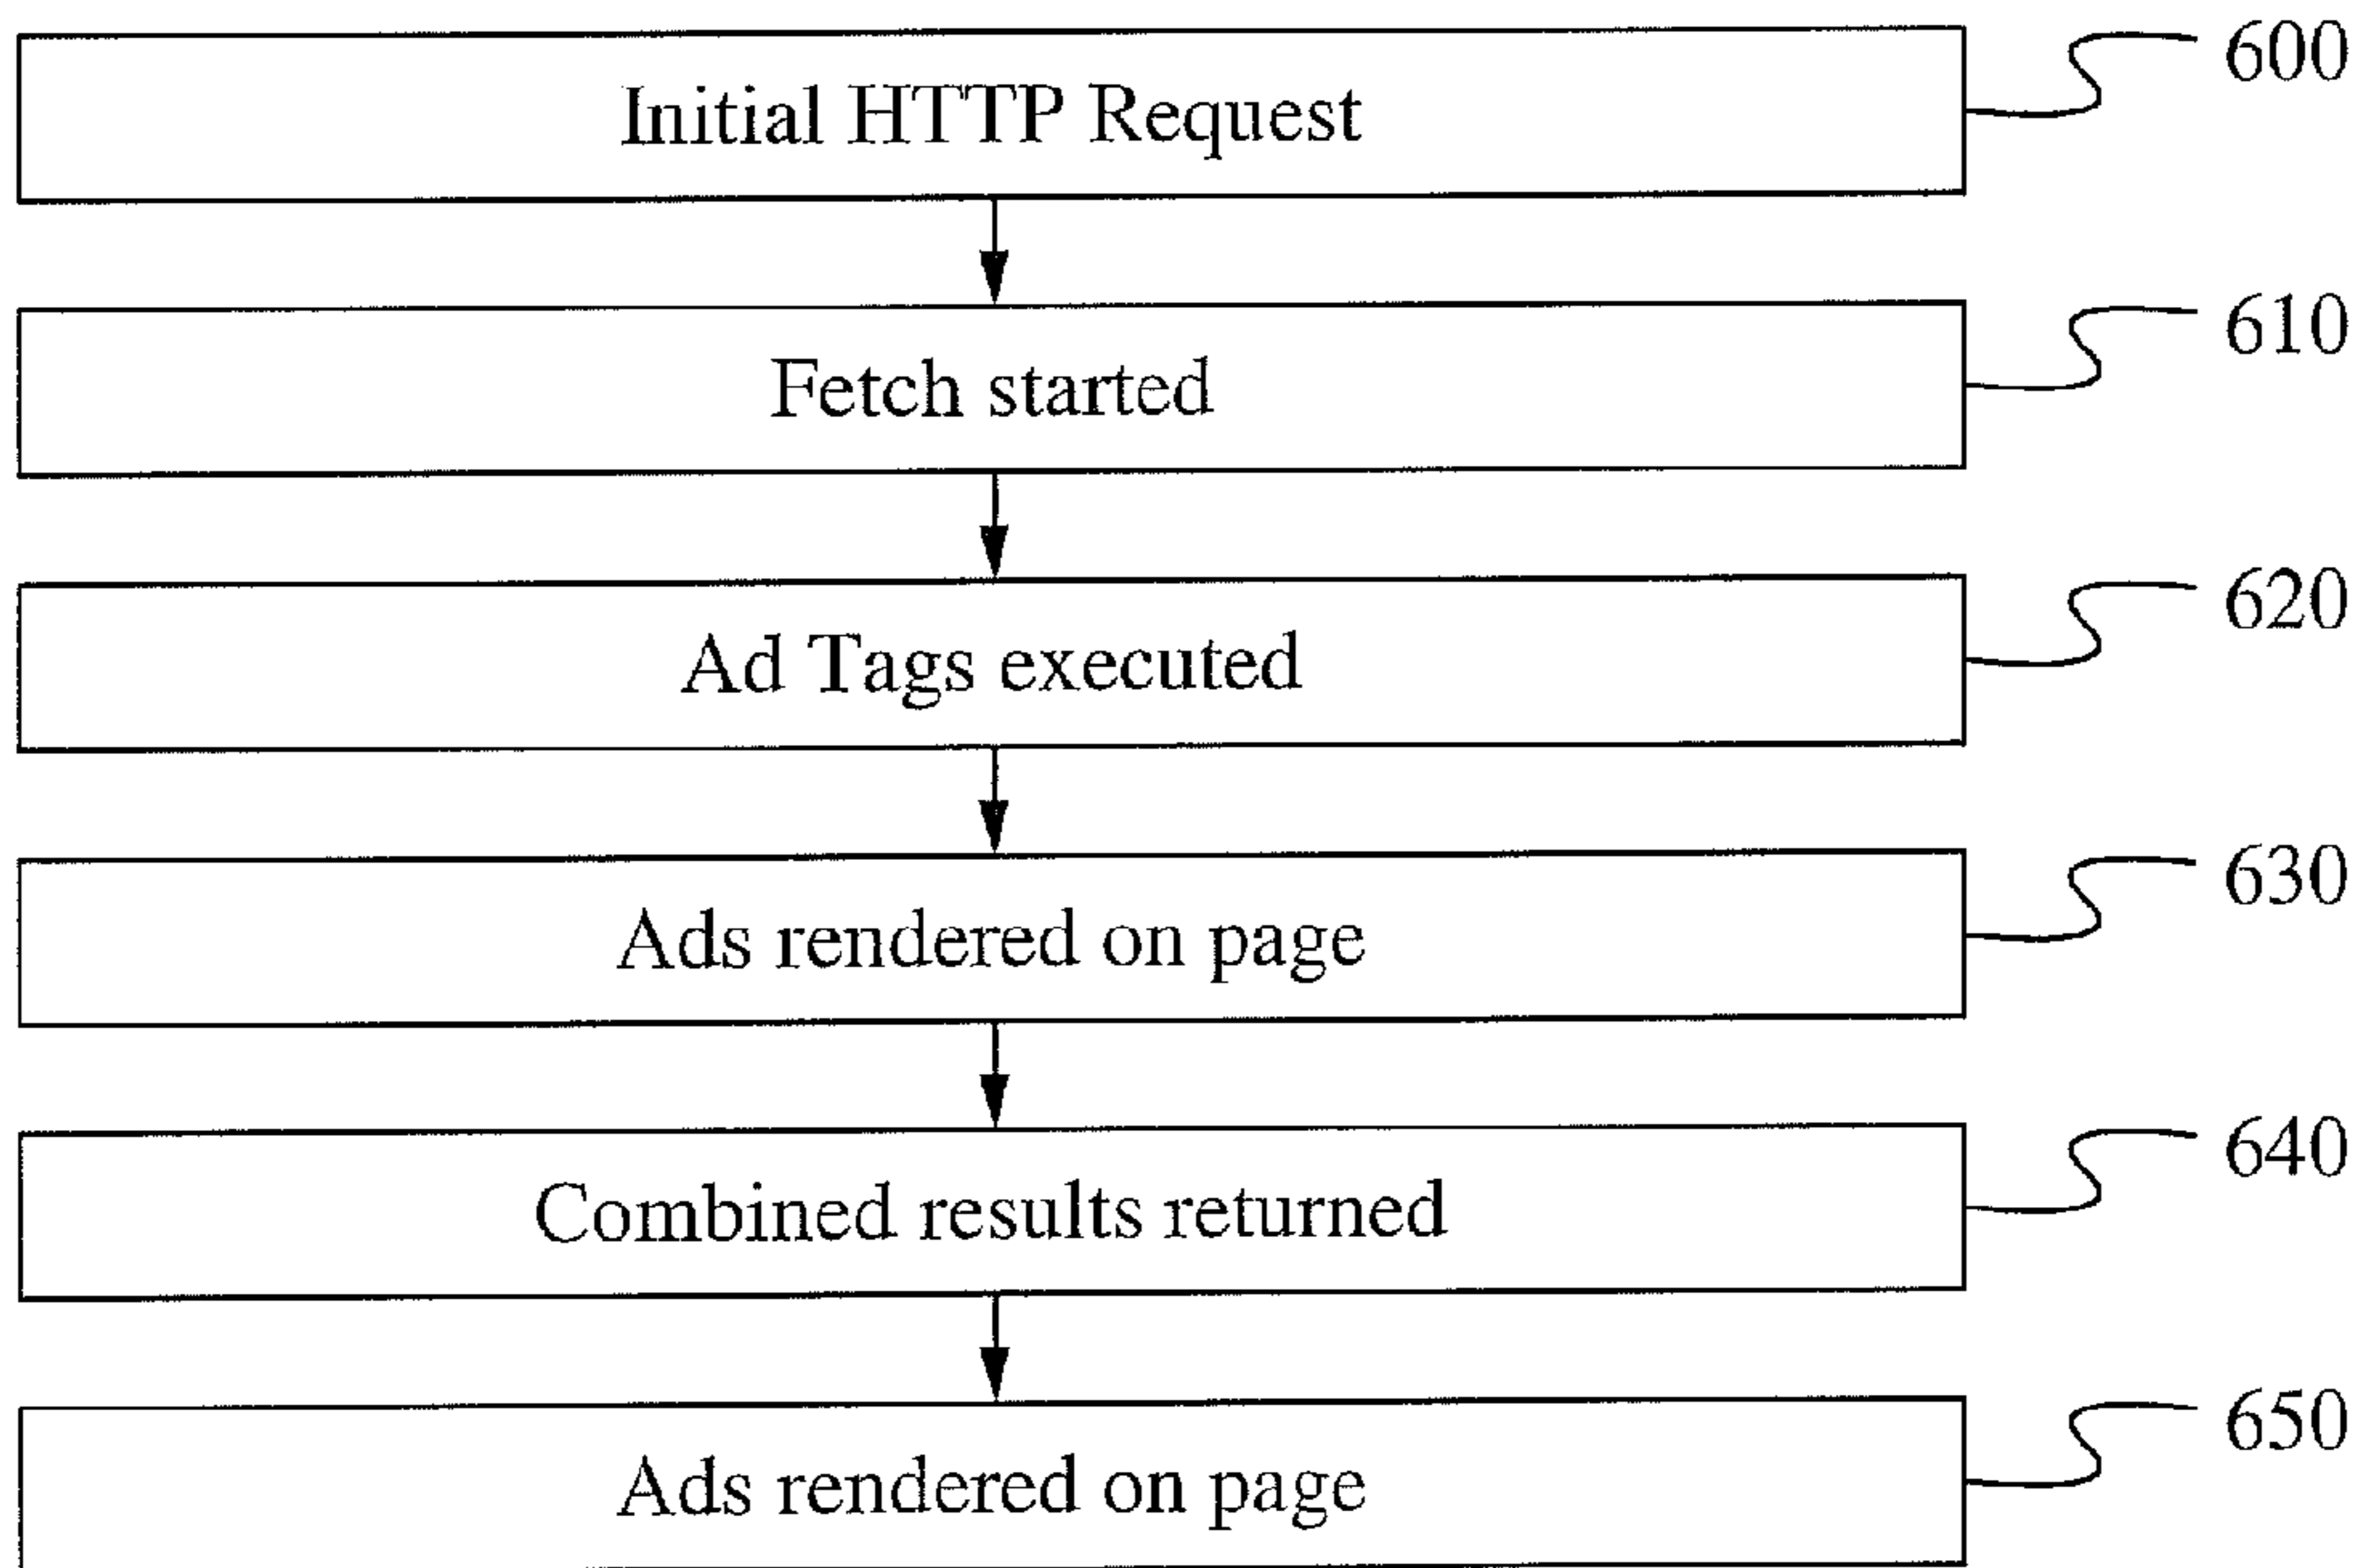 600
Initial HTTP Request
610
Fetch started
620
Ad Tags executed
630
Ads rendered on page
640
Combined results returned
650
Ads rendered on page